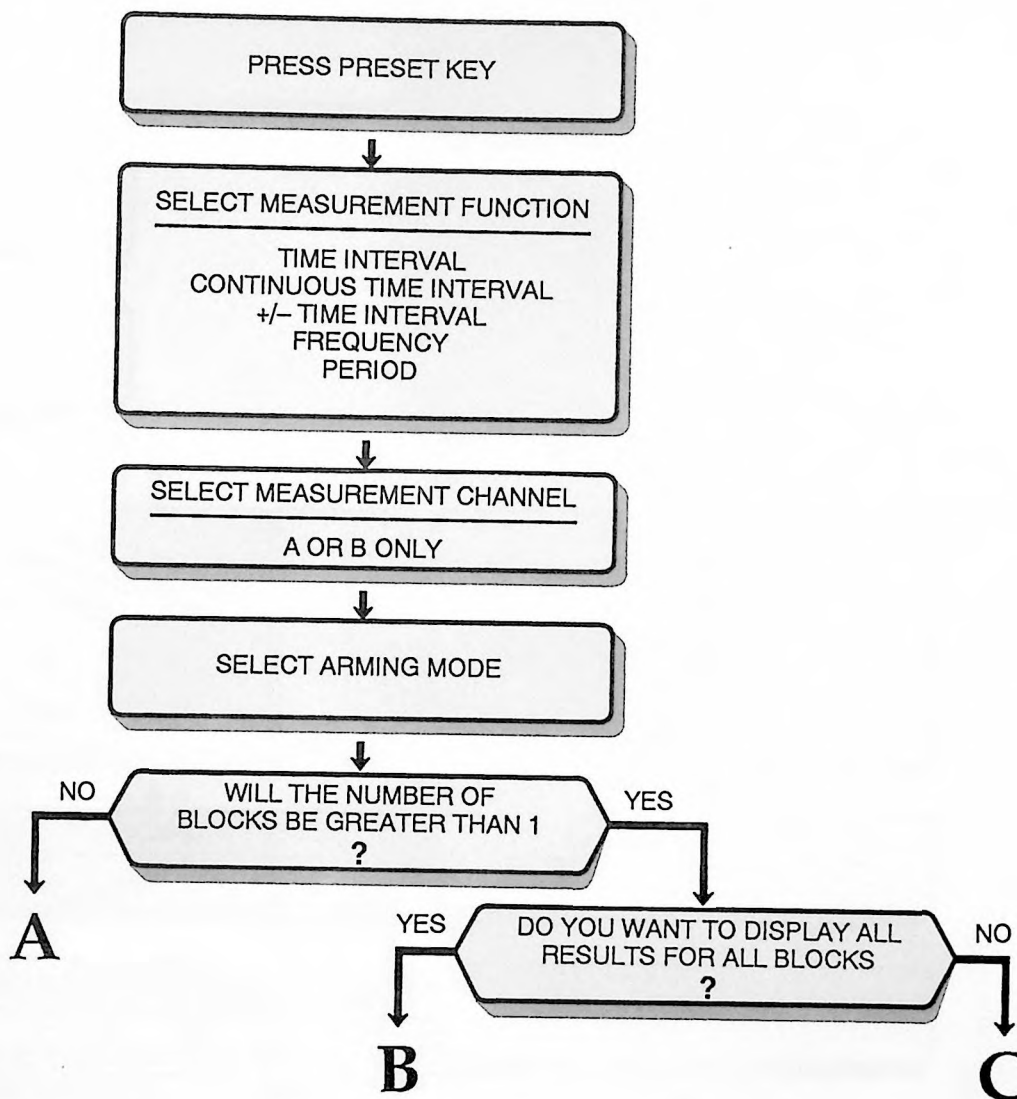 PRESS PRESET KEY
SELECT MEASUREMENT FUNCTION
TIME INTERVAL
CONTINUOUS TIME INTERVAL
+/– TIME INTERVAL
FREQUENCY
PERIOD
SELECT MEASUREMENT CHANNEL
A OR B ONLY
SELECT ARMING MODE
NO
WILL THE NUMBER OF
BLOCKS BE GREATER THAN 1
?
YES
A
YES
DO YOU WANT TO DISPLAY ALL
RESULTS FOR ALL BLOCKS
?
NO
B
C